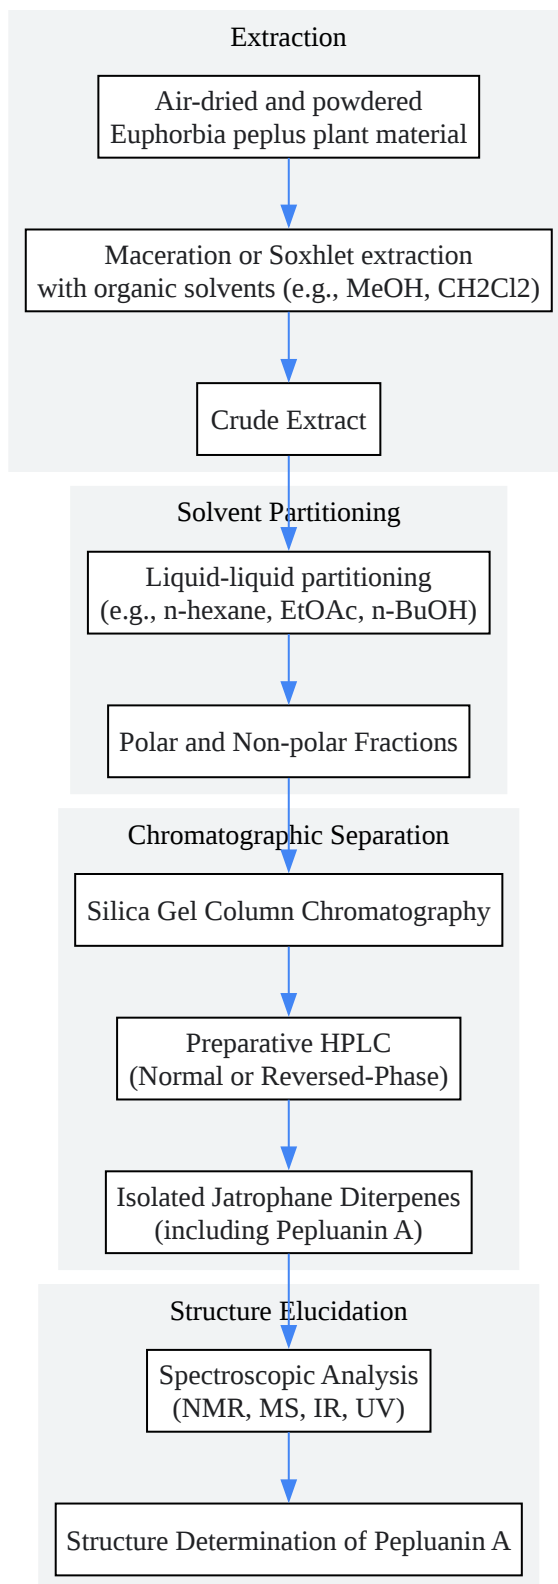 Extraction
Air-dried and powdered
Euphorbia peplus plant material
Maceration or Soxhlet extraction
with organic solvents (e.g., MeOH, CH2Cl2)
Crude Extract
Solvent Partitioning
Liquid-liquid partitioning
(e.g., n-hexane, EtOAc, n-BuOH)
Polar and Non-polar Fractions
Chromatographic Separation
Silica Gel Column Chromatography
Preparative HPLC
(Normal or Reversed-Phase)
Isolated Jatrophane Diterpenes
(including Pepluanin A)
Structure Elucidation
Spectroscopic Analysis
(NMR, MS, IR, UV)
Structure Determination of Pepluanin A